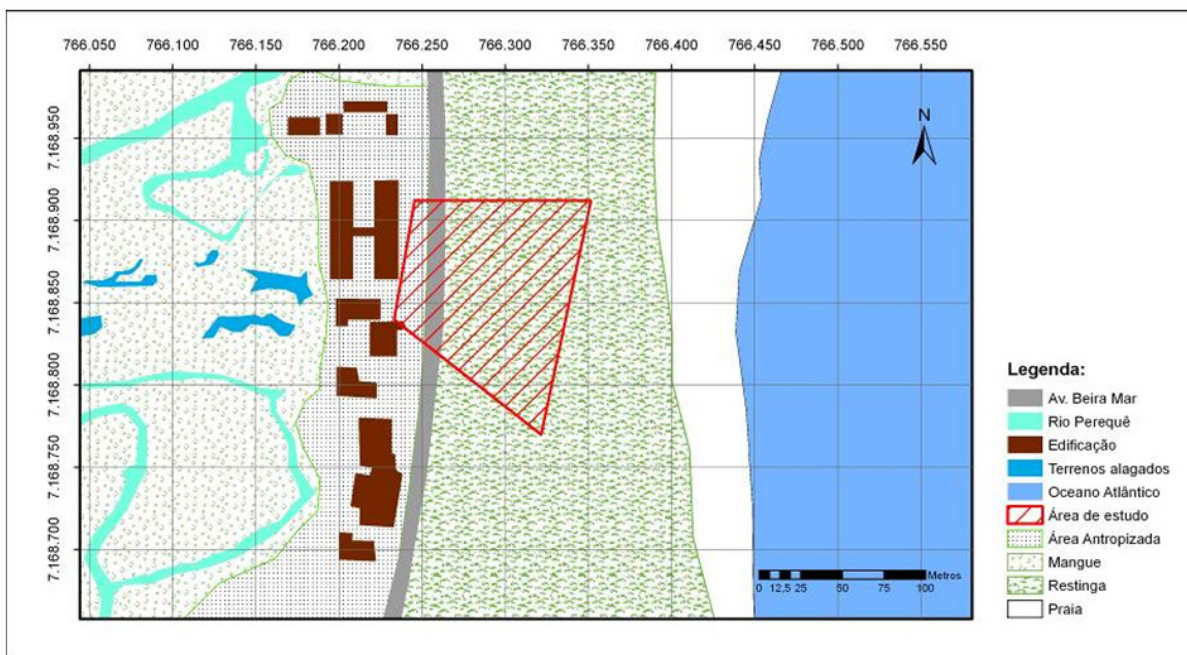 766.050 766.100 766.150 766.200 766.250 766.300 766.350 766.400 766.450 766.500 766.550
7.168.950
7.168.900
7.168.850
7.168.800
7.168.750
7.168.700
N
Legenda:
Av. Beira Mar
Rio Perequê
Edificação
Terrenos alagados
Oceano Atlântico
Área de estudo
Área Antropizada
Mangue
Restinga
Praia
Metros
0 12,5 25 50 75 100